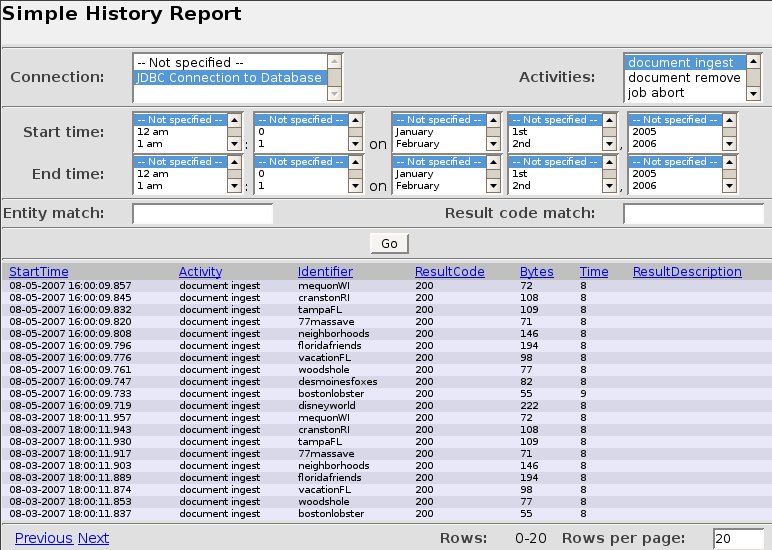 Simple History Report
Connection: -- Not specified -- Activities: document ingest
JDBC Connection to Database document remove
job abort
-- Not specified -- -- Not specified -- -- Not specified -- -- Not specified -- -- Not specified --
Start time: 12 am : 0 on January 1st , 2005
1 am 1 February 2nd 2006
-- Not specified -- -- Not specified -- -- Not specified -- -- Not specified -- -- Not specified --
End time: 12 am : 0 on January 1st , 2005
1 am 1 February 2nd 2006
Entity match: Result code match:
Go
StartTime Activity Identifier ResultCode Bytes Time ResultDescription
08-05-2007 16:00:09.857 document ingest mequonWI 200 72 8
08-05-2007 16:00:09.845 document ingest cranstonRI 200 108 8
08-05-2007 16:00:09.832 document ingest tampaFL 200 109 8
08-05-2007 16:00:09.820 document ingest 77massave 200 71 8
08-05-2007 16:00:09.808 document ingest neighborhoods 200 146 8
08-05-2007 16:00:09.796 document ingest floridafriends 200 194 8
08-05-2007 16:00:09.776 document ingest vacationFL 200 98 8
08-05-2007 16:00:09.761 document ingest woodshole 200 77 8
08-05-2007 16:00:09.747 document ingest desmoinesfoxes 200 82 8
08-05-2007 16:00:09.733 document ingest bostonlobster 200 55 9
08-05-2007 16:00:09.719 document ingest disneyworld 200 222 8
08-03-2007 18:00:11.957 document ingest mequonWI 200 72 8
08-03-2007 18:00:11.943 document ingest cranstonRI 200 108 8
08-03-2007 18:00:11.930 document ingest tampaFL 200 109 8
08-03-2007 18:00:11.917 document ingest 77massave 200 71 8
08-03-2007 18:00:11.903 document ingest neighborhoods 200 146 8
08-03-2007 18:00:11.889 document ingest floridafriends 200 194 8
08-03-2007 18:00:11.874 document ingest vacationFL 200 98 8
08-03-2007 18:00:11.853 document ingest woodshole 200 77 8
08-03-2007 18:00:11.837 document ingest bostonlobster 200 55 8
Previous Next Rows: 0-20 Rows per page: 20